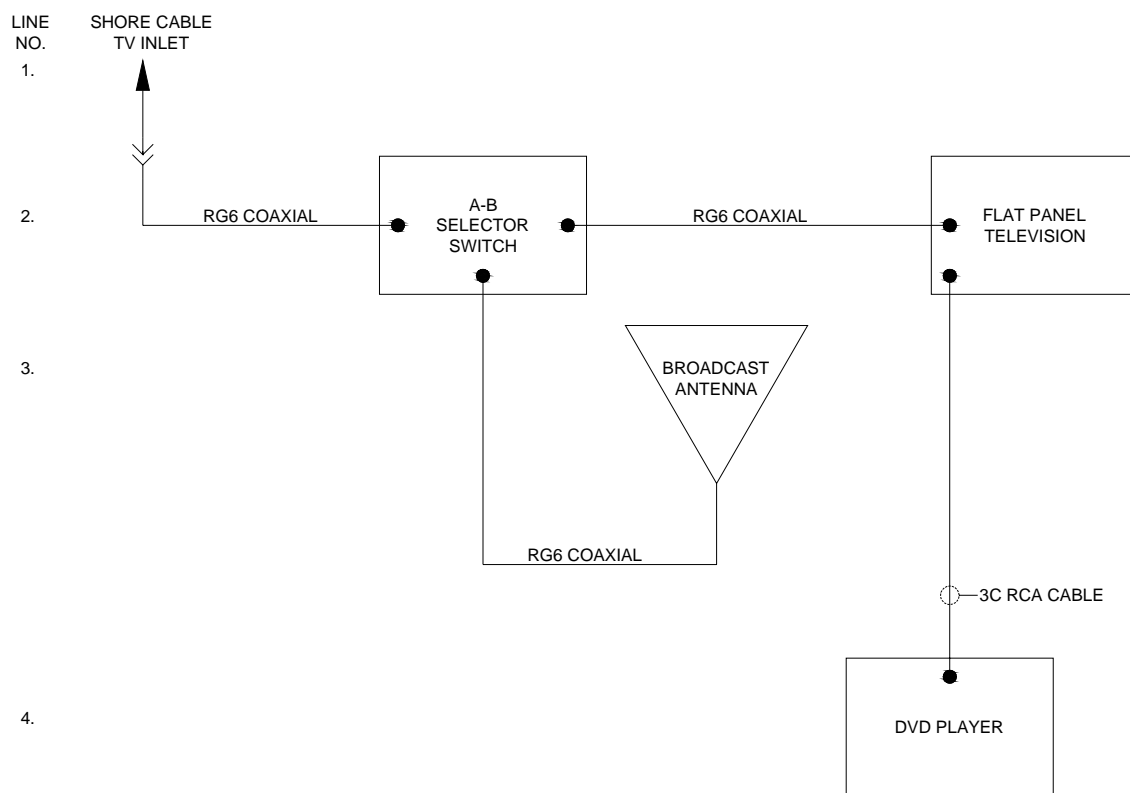 LINE
NO.
SHORE CABLE
TV INLET
1.
2.
RG6 COAXIAL
A-B
SELECTOR
SWITCH
RG6 COAXIAL
FLAT PANEL
TELEVISION
3.
BROADCAST
ANTENNA
RG6 COAXIAL
3C RCA CABLE
4.
DVD PLAYER